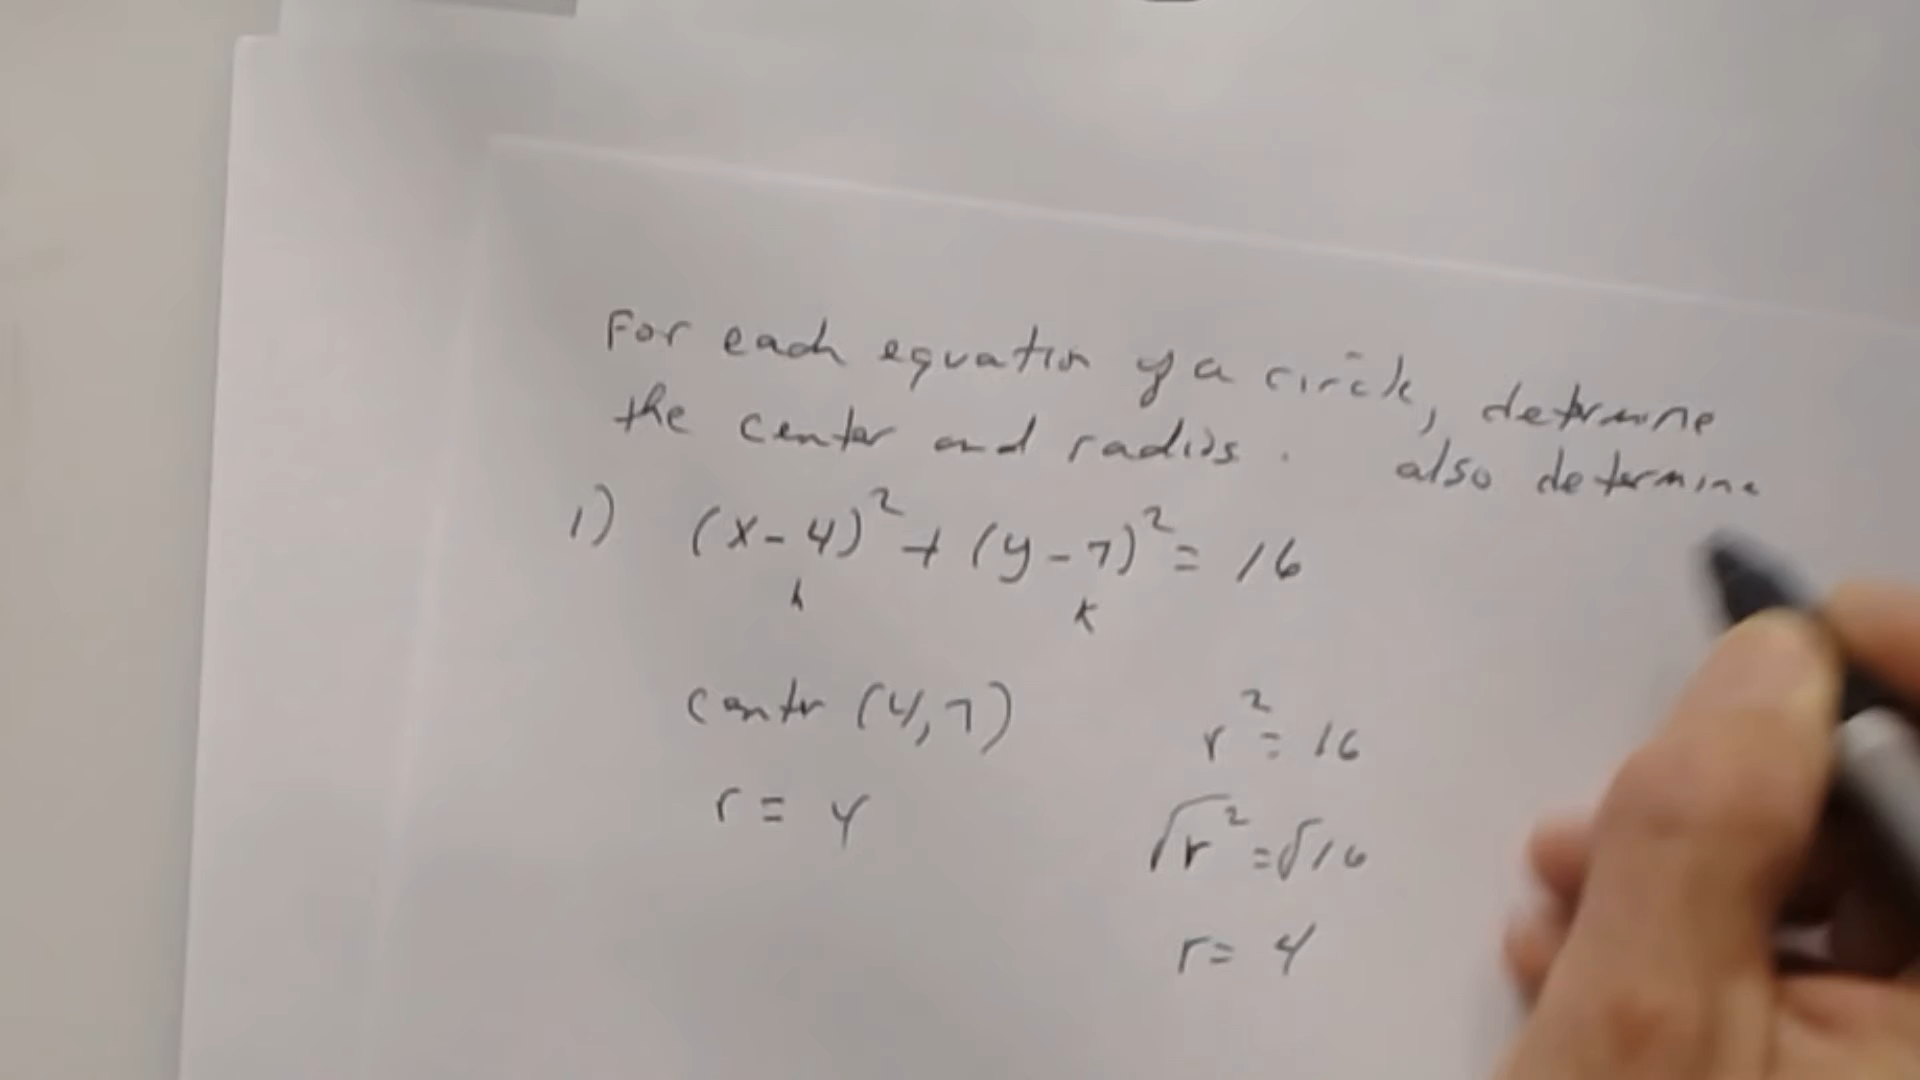 For each equation of a circle, determine
the center and radius. also determine
1) (x-4)² + (y-7)² = 16
h k
center (4,7)
r² = 16
r = 4
√r² = √16
r = 4